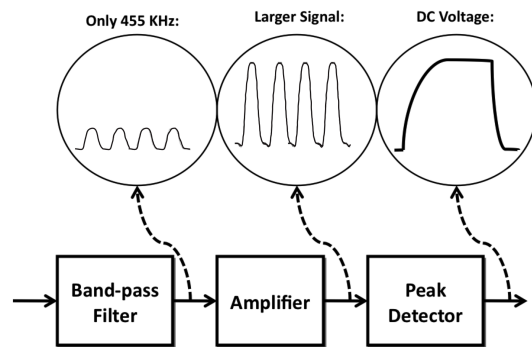 Only 455 KHz:
Larger Signal:
DC Voltage:
Band-pass
Filter
Amplifier
Peak
Detector